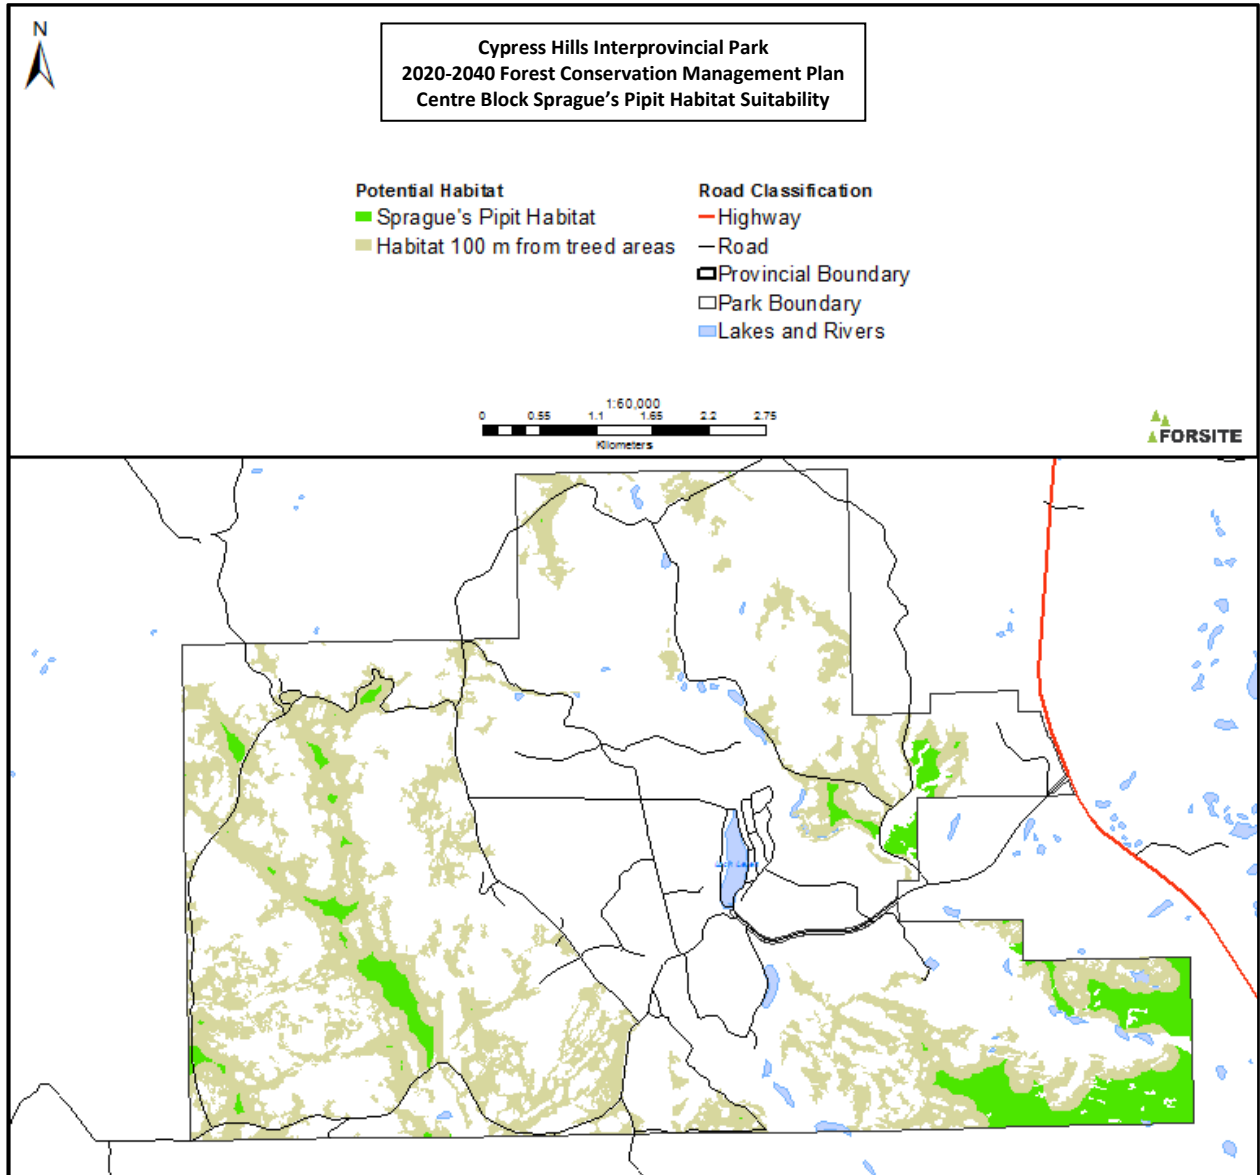 N
Cypress Hills Interprovincial Park
2020-2040 Forest Conservation Management Plan
Centre Block Sprague's Pipit Habitat Suitability
Potential Habitat
Sprague's Pipit Habitat
Habitat 100 m from treed areas
Road Classification
Highway
Road
Provincial Boundary
Park Boundary
Lakes and Rivers
1:60,000
0 0.55 1.1 1.65 2.2 2.75
Kilometers
FORSITE